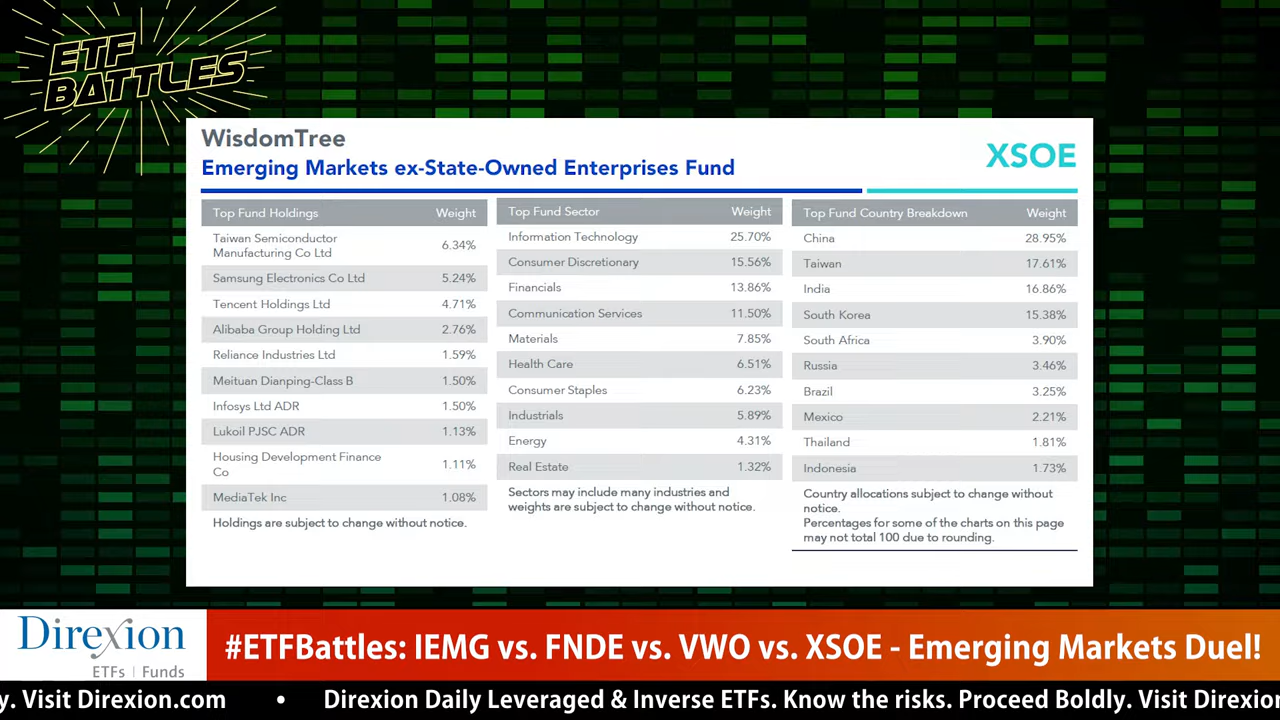 ETF
BATTLES
WisdomTree
Emerging Markets ex-State-Owned Enterprises Fund
XSOE
Top Fund Holdings Weight
Taiwan Semiconductor
Manufacturing Co Ltd 6.34%
Samsung Electronics Co Ltd 5.24%
Tencent Holdings Ltd 4.71%
Alibaba Group Holding Ltd 2.76%
Reliance Industries Ltd 1.59%
Meituan Dianping-Class B 1.50%
Infosys Ltd ADR 1.50%
Lukoil PJSC ADR 1.13%
Housing Development Finance
Co 1.11%
MediaTek Inc 1.08%
Holdings are subject to change without notice.
Top Fund Sector Weight
Information Technology 25.70%
Consumer Discretionary 15.56%
Financials 13.86%
Communication Services 11.50%
Materials 7.85%
Health Care 6.51%
Consumer Staples 6.23%
Industrials 5.89%
Energy 4.31%
Real Estate 1.32%
Sectors may include many industries and
weights are subject to change without notice.
Top Fund Country Breakdown Weight
China 28.95%
Taiwan 17.61%
India 16.86%
South Korea 15.38%
South Africa 3.90%
Russia 3.46%
Brazil 3.25%
Mexico 2.21%
Thailand 1.81%
Indonesia 1.73%
Country allocations subject to change without
notice.
Percentages for some of the charts on this page
may not total 100 due to rounding.
Direxion
ETFs | Funds
#ETFBattles: IEMG vs. FNDE vs. VWO vs. XSOE - Emerging Markets Duel!
y. Visit Direxion.com • Direxion Daily Leveraged & Inverse ETFs. Know the risks. Proceed Boldly. Visit Direxion